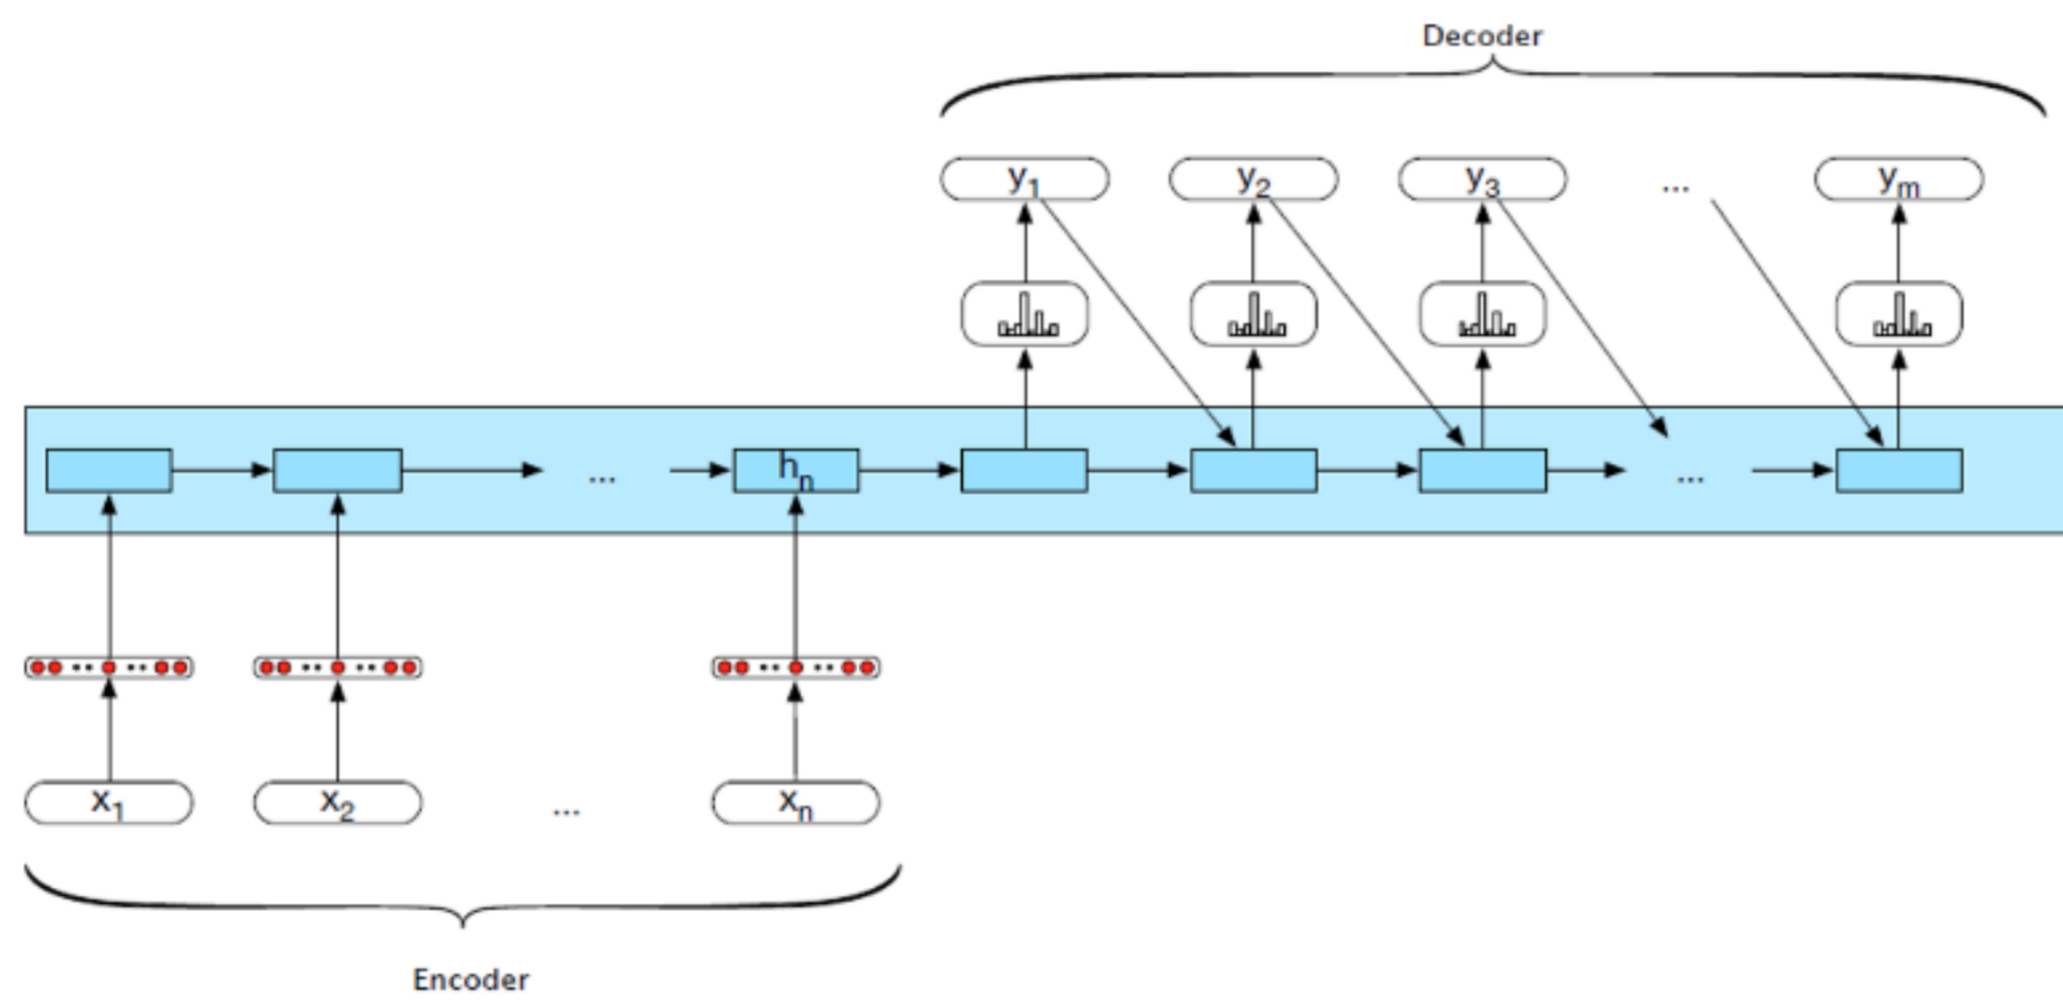 Decoder
y1 y2 y3 ... ym
... hn ...
x1 x2 ... xn
Encoder